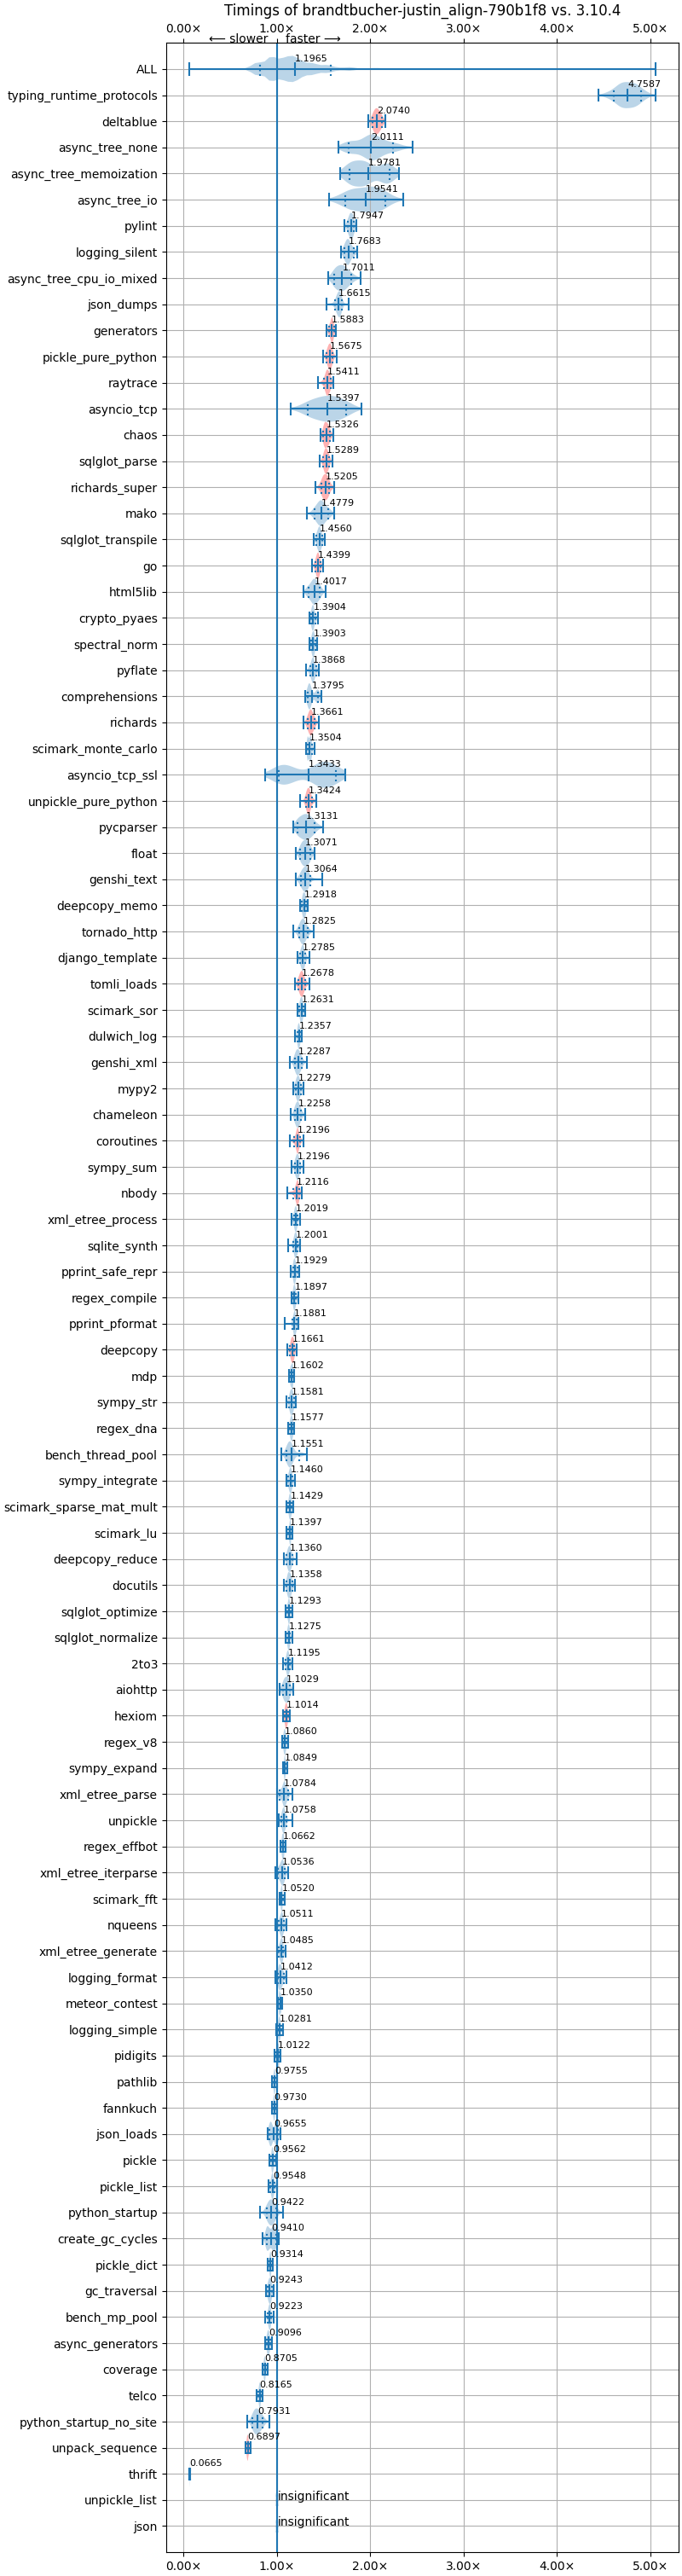 Timings of brandtbucher-justin_align-790b1f8 vs. 3.10.4
0.00× 1.00× 2.00× 3.00× 4.00× 5.00×
← slower faster →
ALL 1.1965
typing_runtime_protocols 4.7587
deltablue 2.0740
async_tree_none 2.0111
async_tree_memoization 1.9781
async_tree_io 1.9541
pylint 1.7947
logging_silent 1.7683
async_tree_cpu_io_mixed 1.7011
json_dumps 1.6615
generators 1.5883
pickle_pure_python 1.5675
raytrace 1.5411
asyncio_tcp 1.5397
chaos 1.5326
sqlglot_parse 1.5289
richards_super 1.5205
mako 1.4779
sqlglot_transpile 1.4560
go 1.4399
html5lib 1.4017
crypto_pyaes 1.3904
spectral_norm 1.3903
pyflate 1.3868
comprehensions 1.3795
richards 1.3661
scimark_monte_carlo 1.3504
asyncio_tcp_ssl 1.3433
unpickle_pure_python 1.3424
pycparser 1.3131
float 1.3071
genshi_text 1.3064
deepcopy_memo 1.2918
tornado_http 1.2825
django_template 1.2785
tomli_loads 1.2678
scimark_sor 1.2631
dulwich_log 1.2357
genshi_xml 1.2287
mypy2 1.2279
chameleon 1.2258
coroutines 1.2196
sympy_sum 1.2196
nbody 1.2116
xml_etree_process 1.2019
sqlite_synth 1.2001
pprint_safe_repr 1.1929
regex_compile 1.1897
pprint_pformat 1.1881
deepcopy 1.1661
mdp 1.1602
sympy_str 1.1581
regex_dna 1.1577
bench_thread_pool 1.1551
sympy_integrate 1.1460
scimark_sparse_mat_mult 1.1429
scimark_lu 1.1397
deepcopy_reduce 1.1360
docutils 1.1358
sqlglot_optimize 1.1293
sqlglot_normalize 1.1275
2to3 1.1195
aiohttp 1.1029
hexiom 1.1014
regex_v8 1.0860
sympy_expand 1.0849
xml_etree_parse 1.0784
unpickle 1.0758
regex_effbot 1.0662
xml_etree_iterparse 1.0536
scimark_fft 1.0520
nqueens 1.0511
xml_etree_generate 1.0485
logging_format 1.0412
meteor_contest 1.0350
logging_simple 1.0281
pidigits 1.0122
pathlib 0.9755
fannkuch 0.9730
json_loads 0.9655
pickle 0.9562
pickle_list 0.9548
python_startup 0.9422
create_gc_cycles 0.9410
pickle_dict 0.9314
gc_traversal 0.9243
bench_mp_pool 0.9223
async_generators 0.9096
coverage 0.8705
telco 0.8165
python_startup_no_site 0.7931
unpack_sequence 0.6897
thrift 0.0665
unpickle_list insignificant
json insignificant
0.00× 1.00× 2.00× 3.00× 4.00× 5.00×